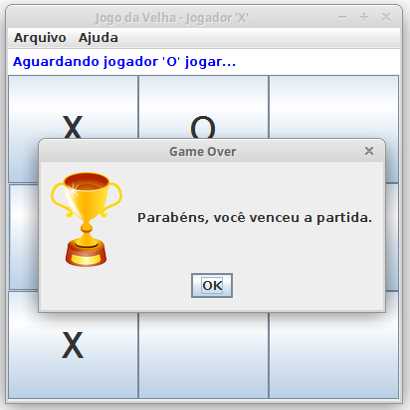 Jogo da Velha - Jogador 'X'
Arquivo Ajuda
Aguardando jogador 'O' jogar...
X O
Game Over
Parabéns, você venceu a partida.
OK
X